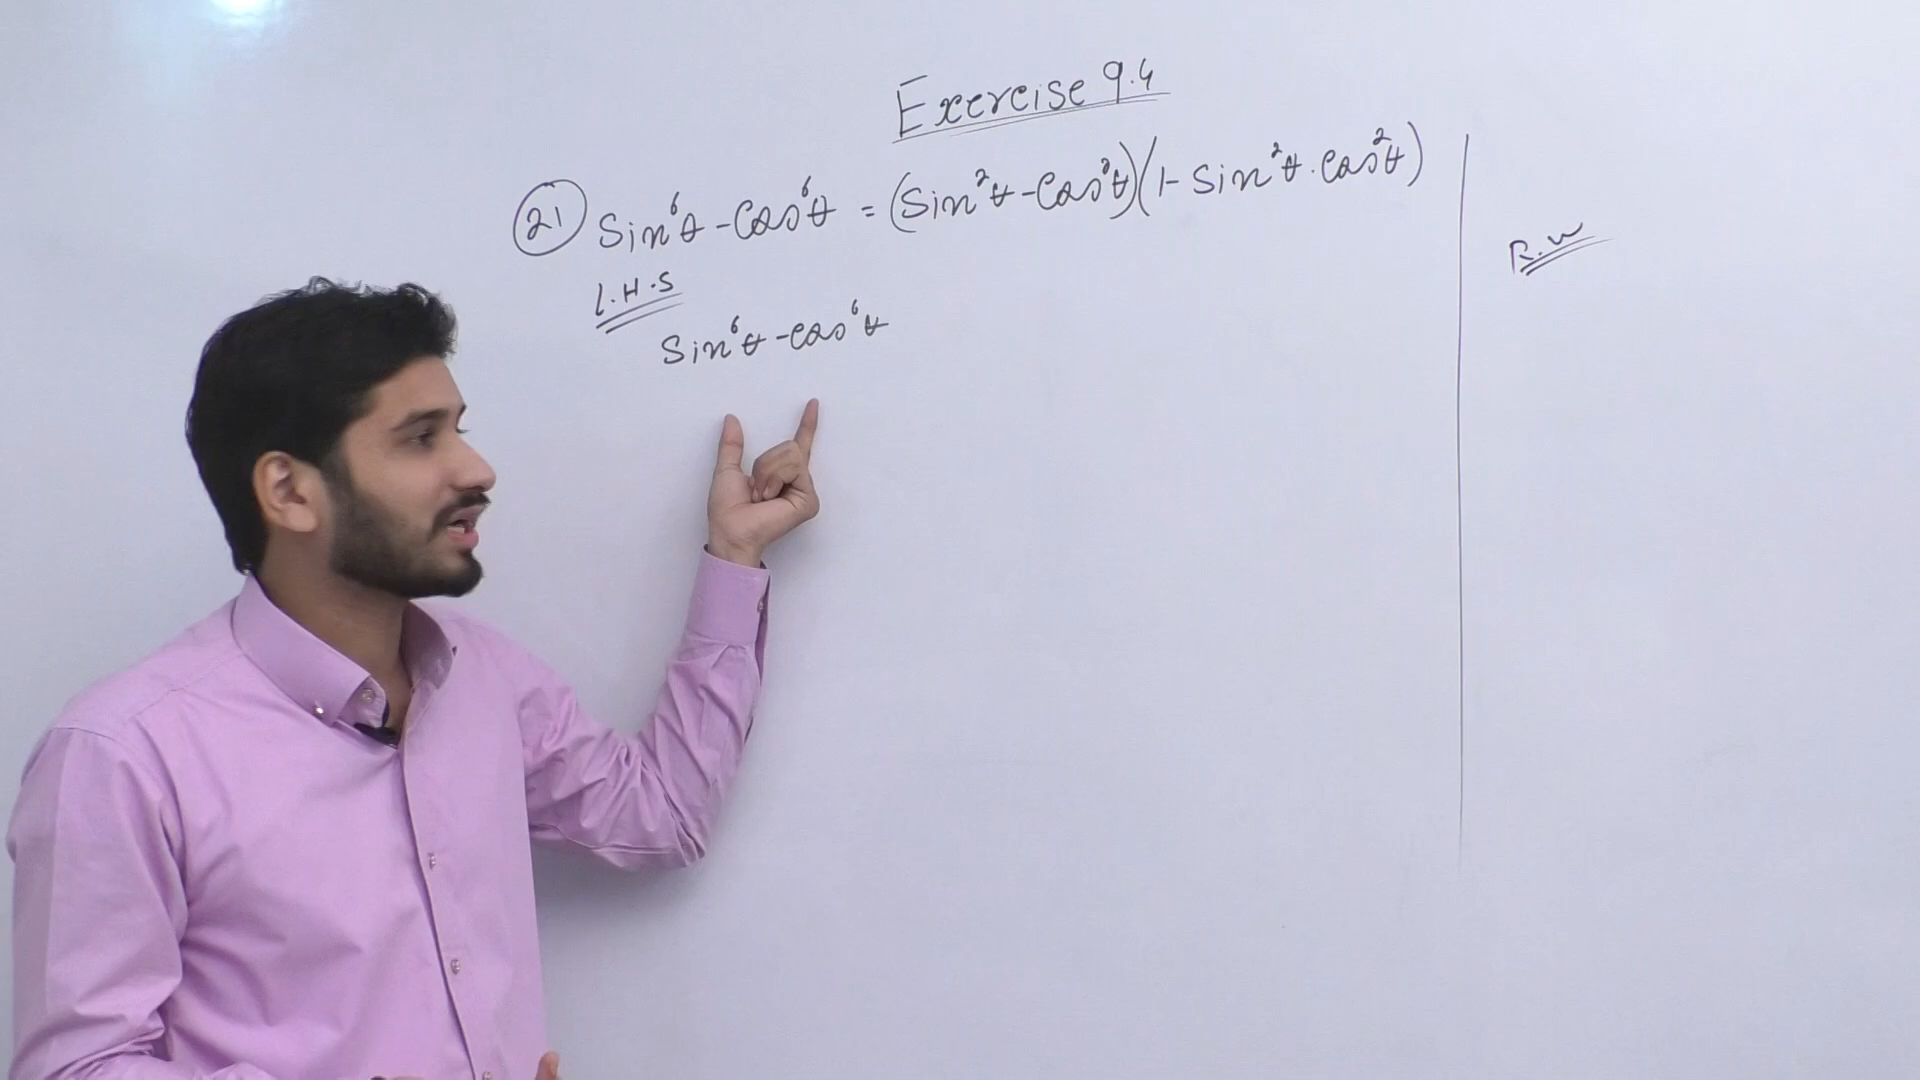 Exercise 9.4
21 Sin⁶θ - Cos⁶θ = (Sin²θ - Cos²θ)(1 - Sin²θ . Cos²θ)
R.W
L.H.S
Sin⁶θ - Cos⁶θ